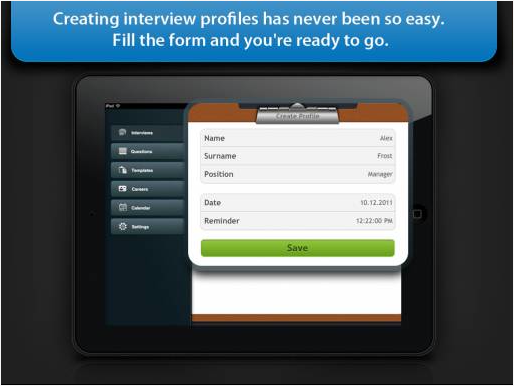 Creating interview profiles has never been so easy.
Fill the form and you're ready to go.
iPad
Create Profile
Interviews
Questions
Templates
Careers
Calendar
Settings
Name Alex
Surname Frost
Position Manager
Date 10.12.2011
Reminder 12:22:00 PM
Save